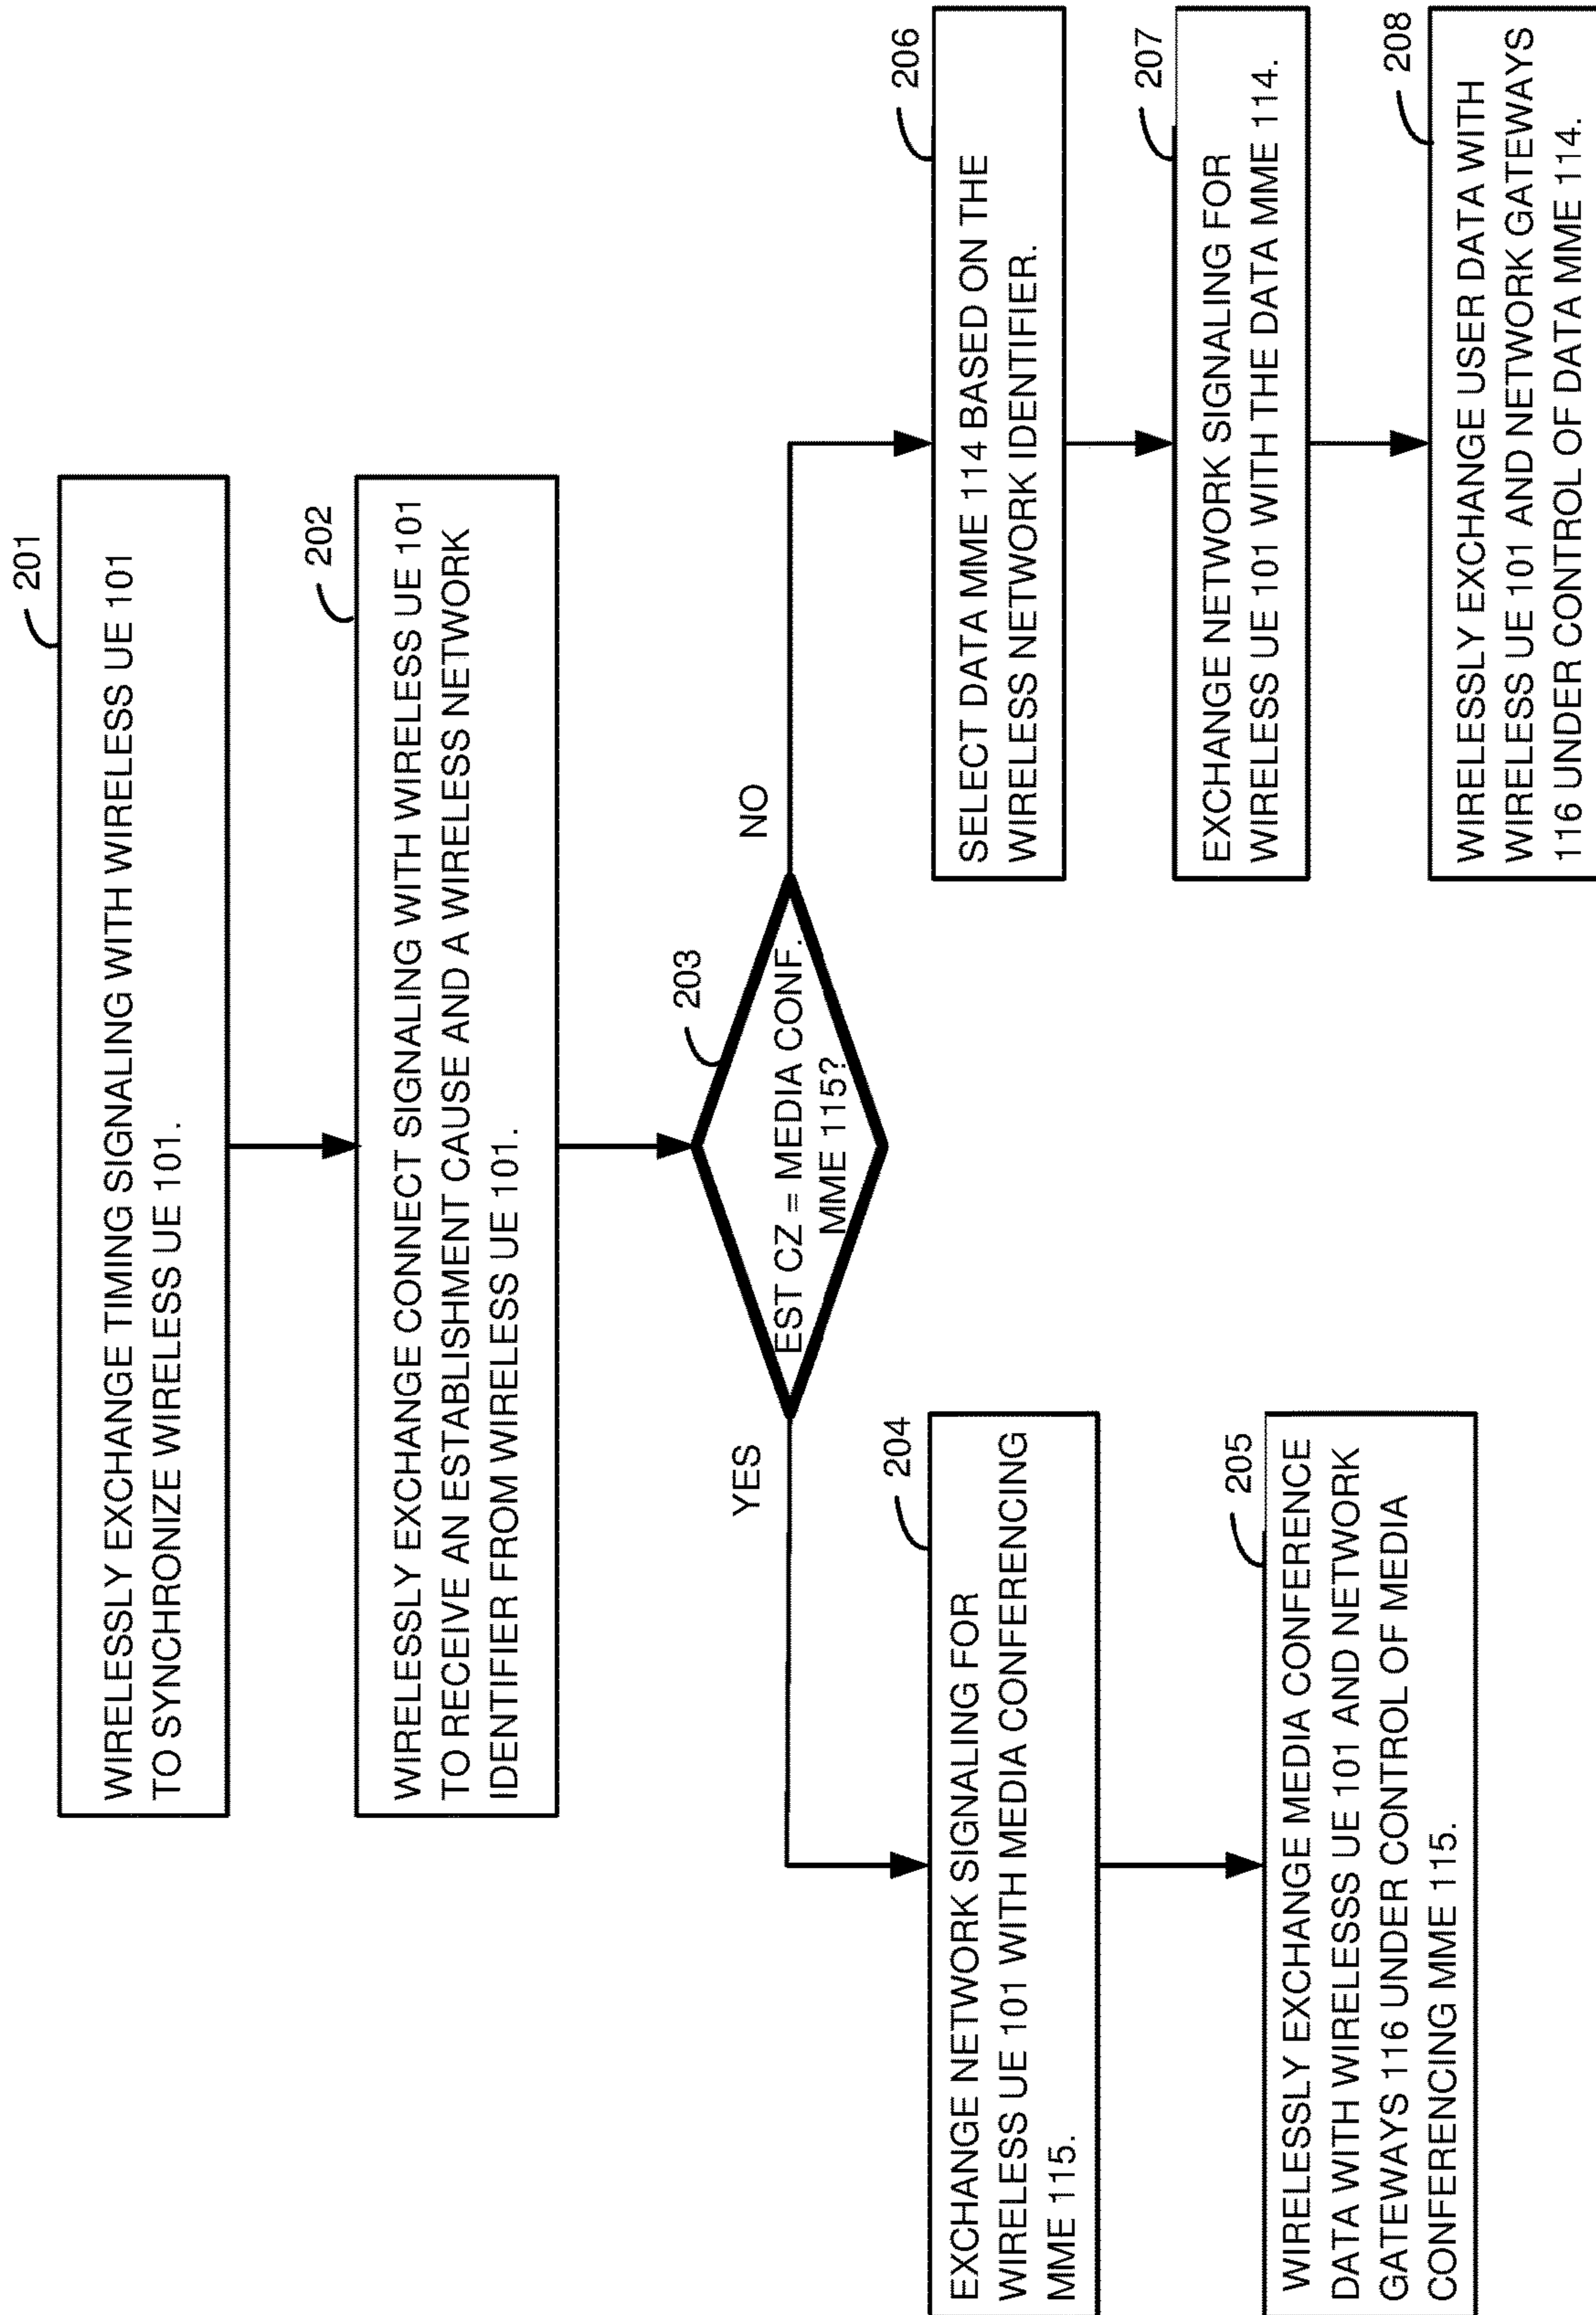 201
WIRELESSLY EXCHANGE TIMING SIGNALING WITH WIRELESS UE 101
TO SYNCHRONIZE WIRELESS UE 101.
202
WIRELESSLY EXCHANGE CONNECT SIGNALING WITH WIRELESS UE 101
TO RECEIVE AN ESTABLISHMENT CAUSE AND A WIRELESS NETWORK
IDENTIFIER FROM WIRELESS UE 101.
203
EST CZ = MEDIA CONF.
MME 115?
YES
NO
204
EXCHANGE NETWORK SIGNALING FOR
WIRELESS UE 101 WITH MEDIA CONFERENCING
MME 115.
205
WIRELESSLY EXCHANGE MEDIA CONFERENCE
DATA WITH WIRELESSS UE 101 AND NETWORK
GATEWAYS 116 UNDER CONTROL OF MEDIA
CONFERENCING MME 115.
206
SELECT DATA MME 114 BASED ON THE
WIRELESS NETWORK IDENTIFIER.
207
EXCHANGE NETWORK SIGNALING FOR
WIRELESS UE 101 WITH THE DATA MME 114.
208
WIRELESSLY EXCHANGE USER DATA WITH
WIRELESS UE 101 AND NETWORK GATEWAYS
116 UNDER CONTROL OF DATA MME 114.